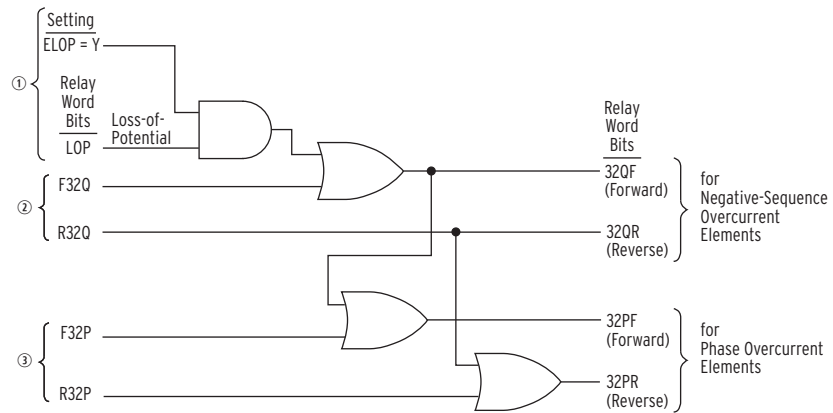 Setting
ELOP = Y
①
Relay
Word
Bits
LOP
Loss-of-
Potential
②
F32Q
R32Q
③
F32P
R32P
Relay
Word
Bits
32QF
(Forward)
32QR
(Reverse)
for
Negative-Sequence
Overcurrent
Elements
32PF
(Forward)
32PR
(Reverse)
for
Phase Overcurrent
Elements